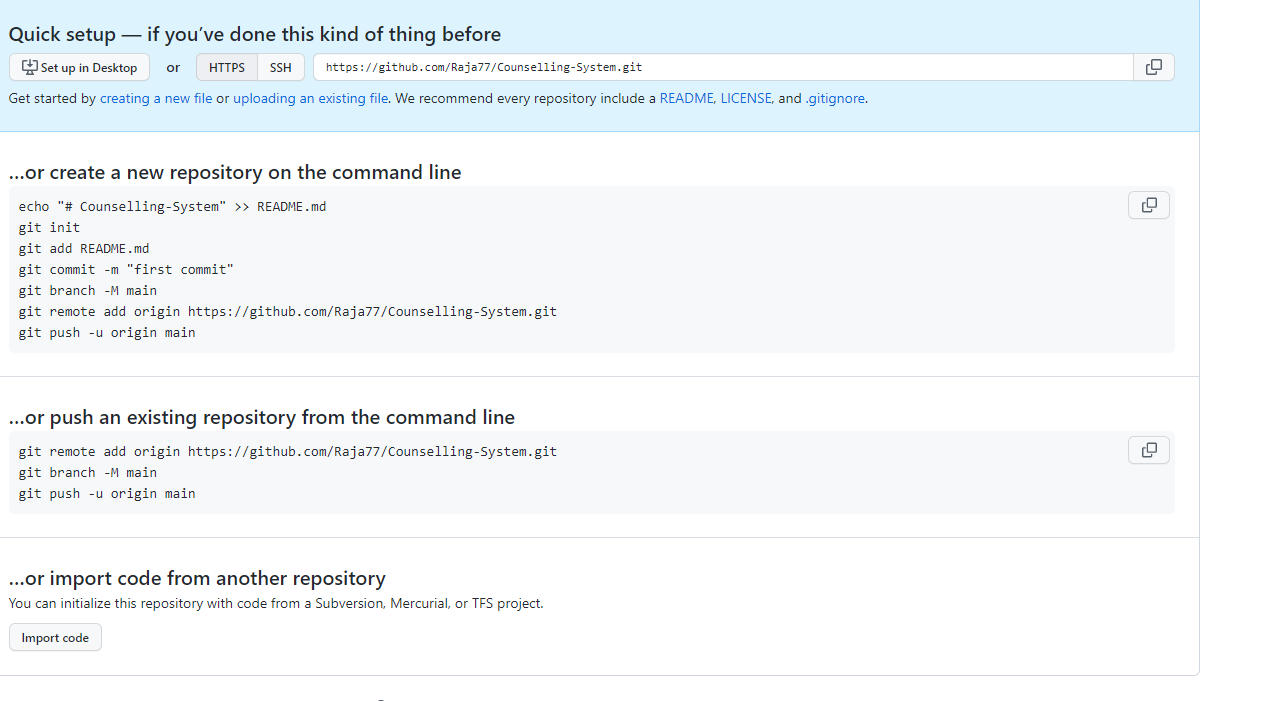 Quick setup — if you’ve done this kind of thing before
Set up in Desktop or HTTPS SSH https://github.com/Raja77/Counselling-System.git
Get started by creating a new file or uploading an existing file. We recommend every repository include a README, LICENSE, and .gitignore.
…or create a new repository on the command line
echo "# Counselling-System" >> README.md
git init
git add README.md
git commit -m "first commit"
git branch -M main
git remote add origin https://github.com/Raja77/Counselling-System.git
git push -u origin main
…or push an existing repository from the command line
git remote add origin https://github.com/Raja77/Counselling-System.git
git branch -M main
git push -u origin main
…or import code from another repository
You can initialize this repository with code from a Subversion, Mercurial, or TFS project.
Import code